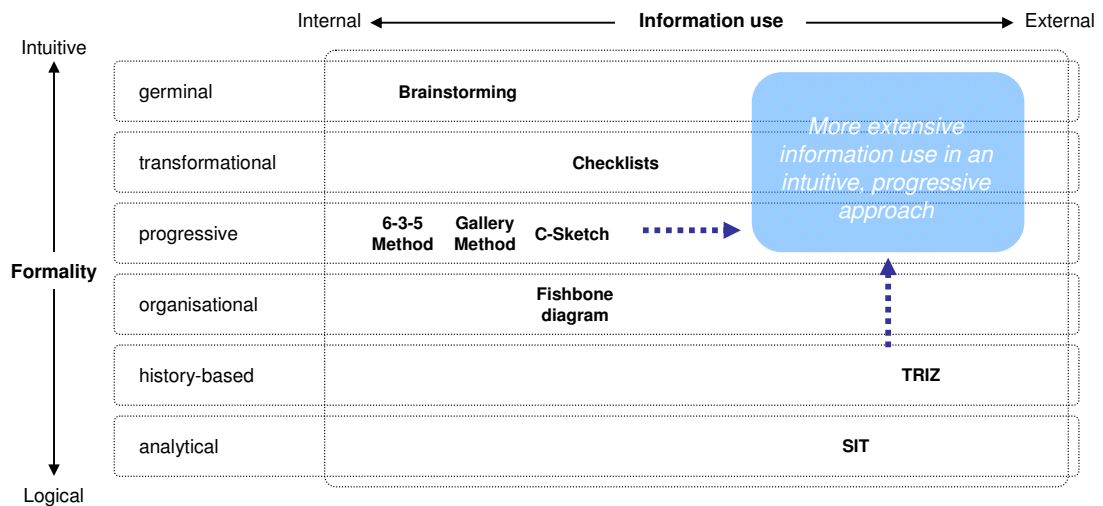 Internal Information use External
Intuitive
germinal Brainstorming
transformational Checklists
More extensive
information use in an
intuitive, progressive
approach
progressive
6-3-5
Method
Gallery
Method
C-Sketch
Formality
organisational
Fishbone
diagram
history-based TRIZ
analytical SIT
Logical